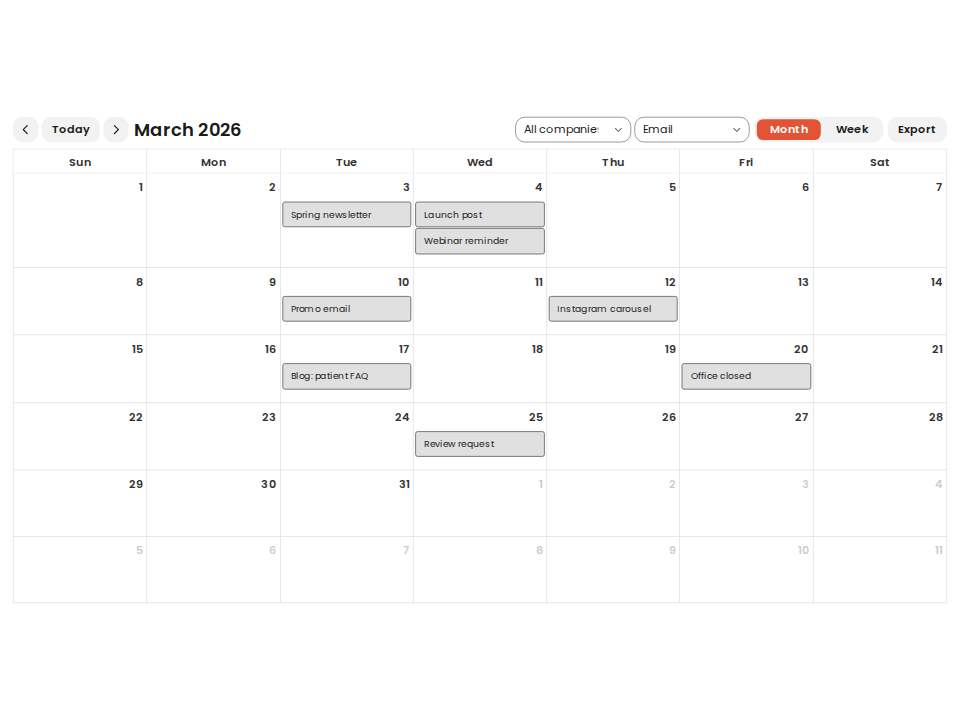 Today March 2026 All companie Email Month Week Export
Sun Mon Tue Wed Thu Fri Sat
1 2 3 4 5 6 7
Spring newsletter Launch post
Webinar reminder
8 9 10 11 12 13 14
Promo email Instagram carousel
15 16 17 18 19 20 21
Blog: patient FAQ Office closed
22 23 24 25 26 27 28
Review request
29 30 31 1 2 3 4
5 6 7 8 9 10 11